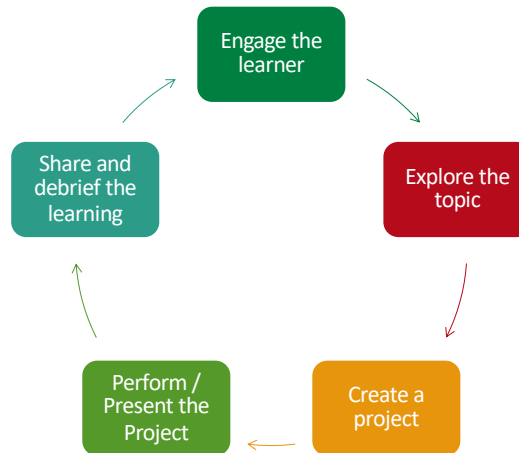 Engage the
learner
Explore the
topic
Create a
project
Perform /
Present the
Project
Share and
debrief the
learning